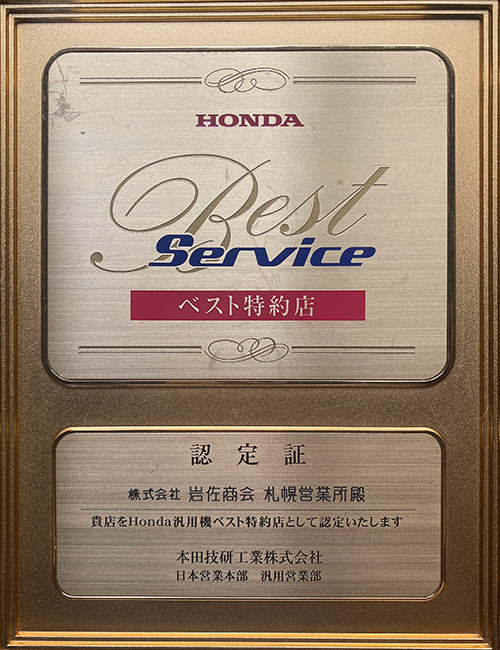 HONDA
Best
Service
ベスト特約店
認定証
株式会社 岩佐商会 札幌営業所殿
貴店をHonda汎用機ベスト特約店として認定いたします
本田技研工業株式会社
日本営業本部 汎用営業部